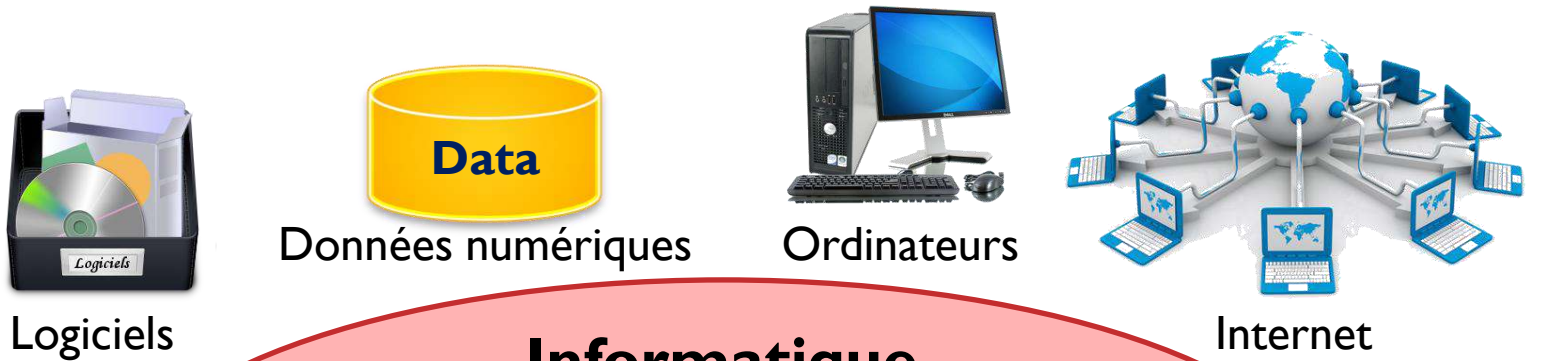 Data
Logiciels
Données numériques
Ordinateurs
Logiciels
Internet
Informatique